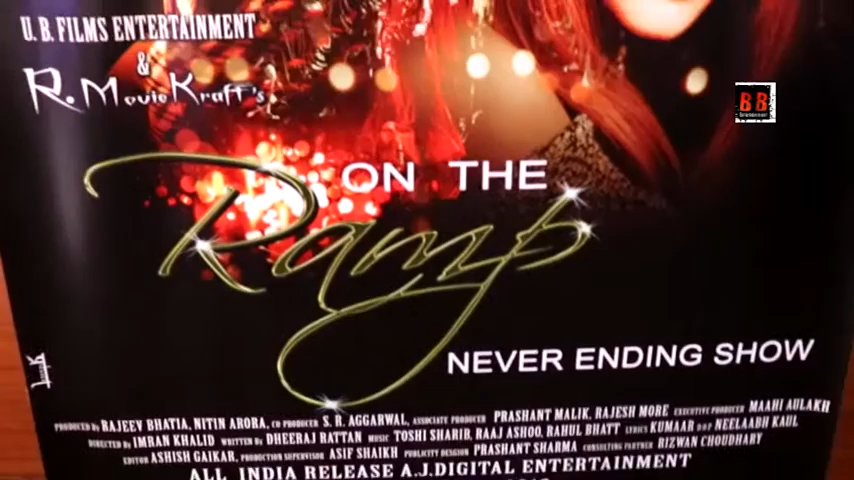 U.B.FILMS ENTERTAINMENT
&
R.MovieKraft's
BB
Entertainment
ON THE
Ramp
NEVER ENDING SHOW
PRODUCED BY RAJEEV BHATIA, NITIN ARORA, CO PRODUCER S. R. AGGARWAL, ASSOCIATE PRODUCER PRASHANT MALIK, RAJESH MORE EXECUTIVE PRODUCER MAAHI AULAKH
DIRECTED BY IMRAN KHALID WRITTEN BY DHEERAJ RATTAN MUSIC TOSHI SHARIB, RAAJ ASHOO, RAHUL BHATT LYRICS KUMAAR DOP NEELAABH KAUL
EDITOR ASHISH GAIKAR, PRODUCTION SUPERVISOR ASIF SHAIKH PUBLICITY DESIGN PRASHANT SHARMA CONSULTING PARTNER RIZWAN CHOUDHARY
ALL INDIA RELEASE A.J.DIGITAL ENTERTAINMENT